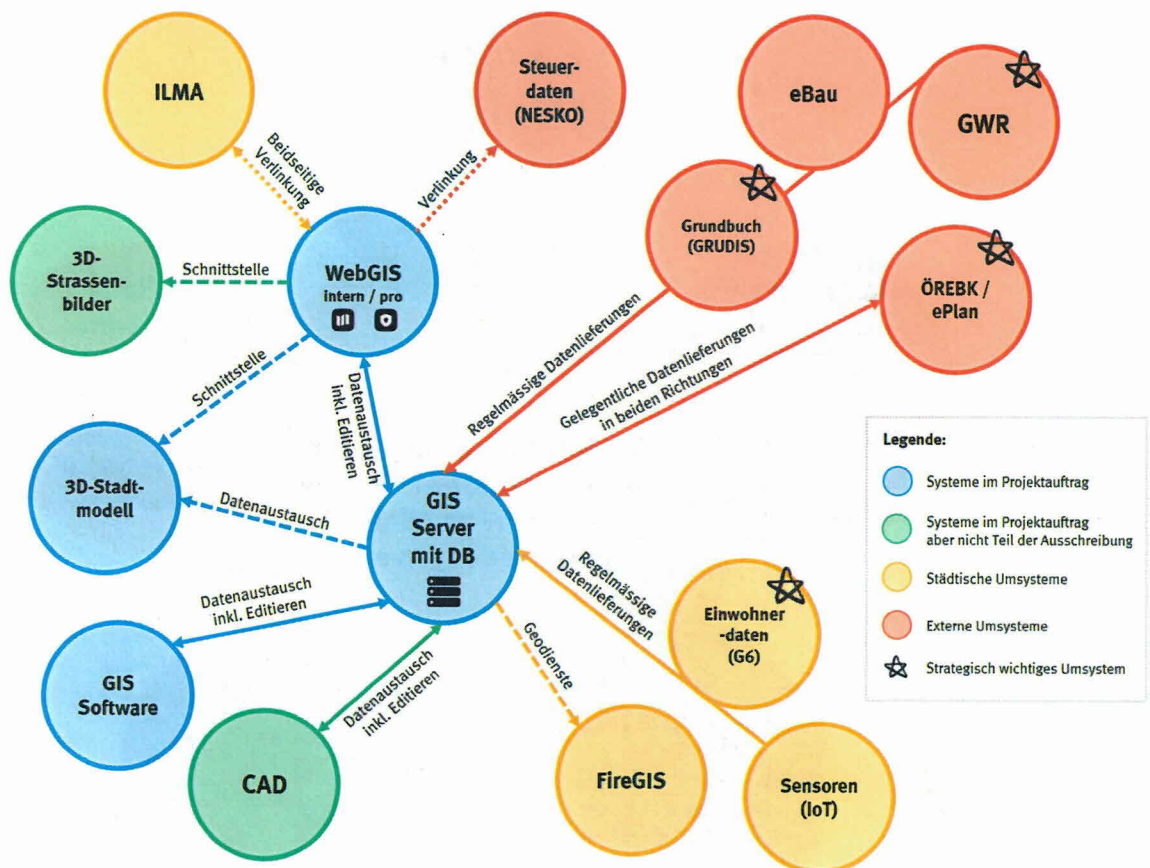 ILMA
Steuer-
daten
(NESKO)
eBau
GWR
Beidseitige
Verlinkung
Verlinkung
Grundbuch
(GRUDIS)
3D-
Strassen-
bilder
Schnittstelle
WebGIS
intern / pro
ÖREBK /
ePlan
Schnittstelle
Datenaustausch
inkl. Editieren
Regelmässige Datenlieferungen
Gelegentliche Datenlieferungen
in beiden Richtungen
3D-Stadt-
modell
Datenaustausch
GIS
Server
mit DB
Legende:
Systeme im Projektauftrag
Systeme im Projektauftrag
aber nicht Teil der Ausschreibung
Städtische Umsysteme
Externe Umsysteme
Strategisch wichtiges Umsystem
Datenaustausch
inkl. Editieren
Regelmässige
Datenlieferungen
Einwohner
-daten
(G6)
GIS
Software
Datenaustausch
inkl. Editieren
Geodienste
CAD
FireGIS
Sensoren
(IoT)